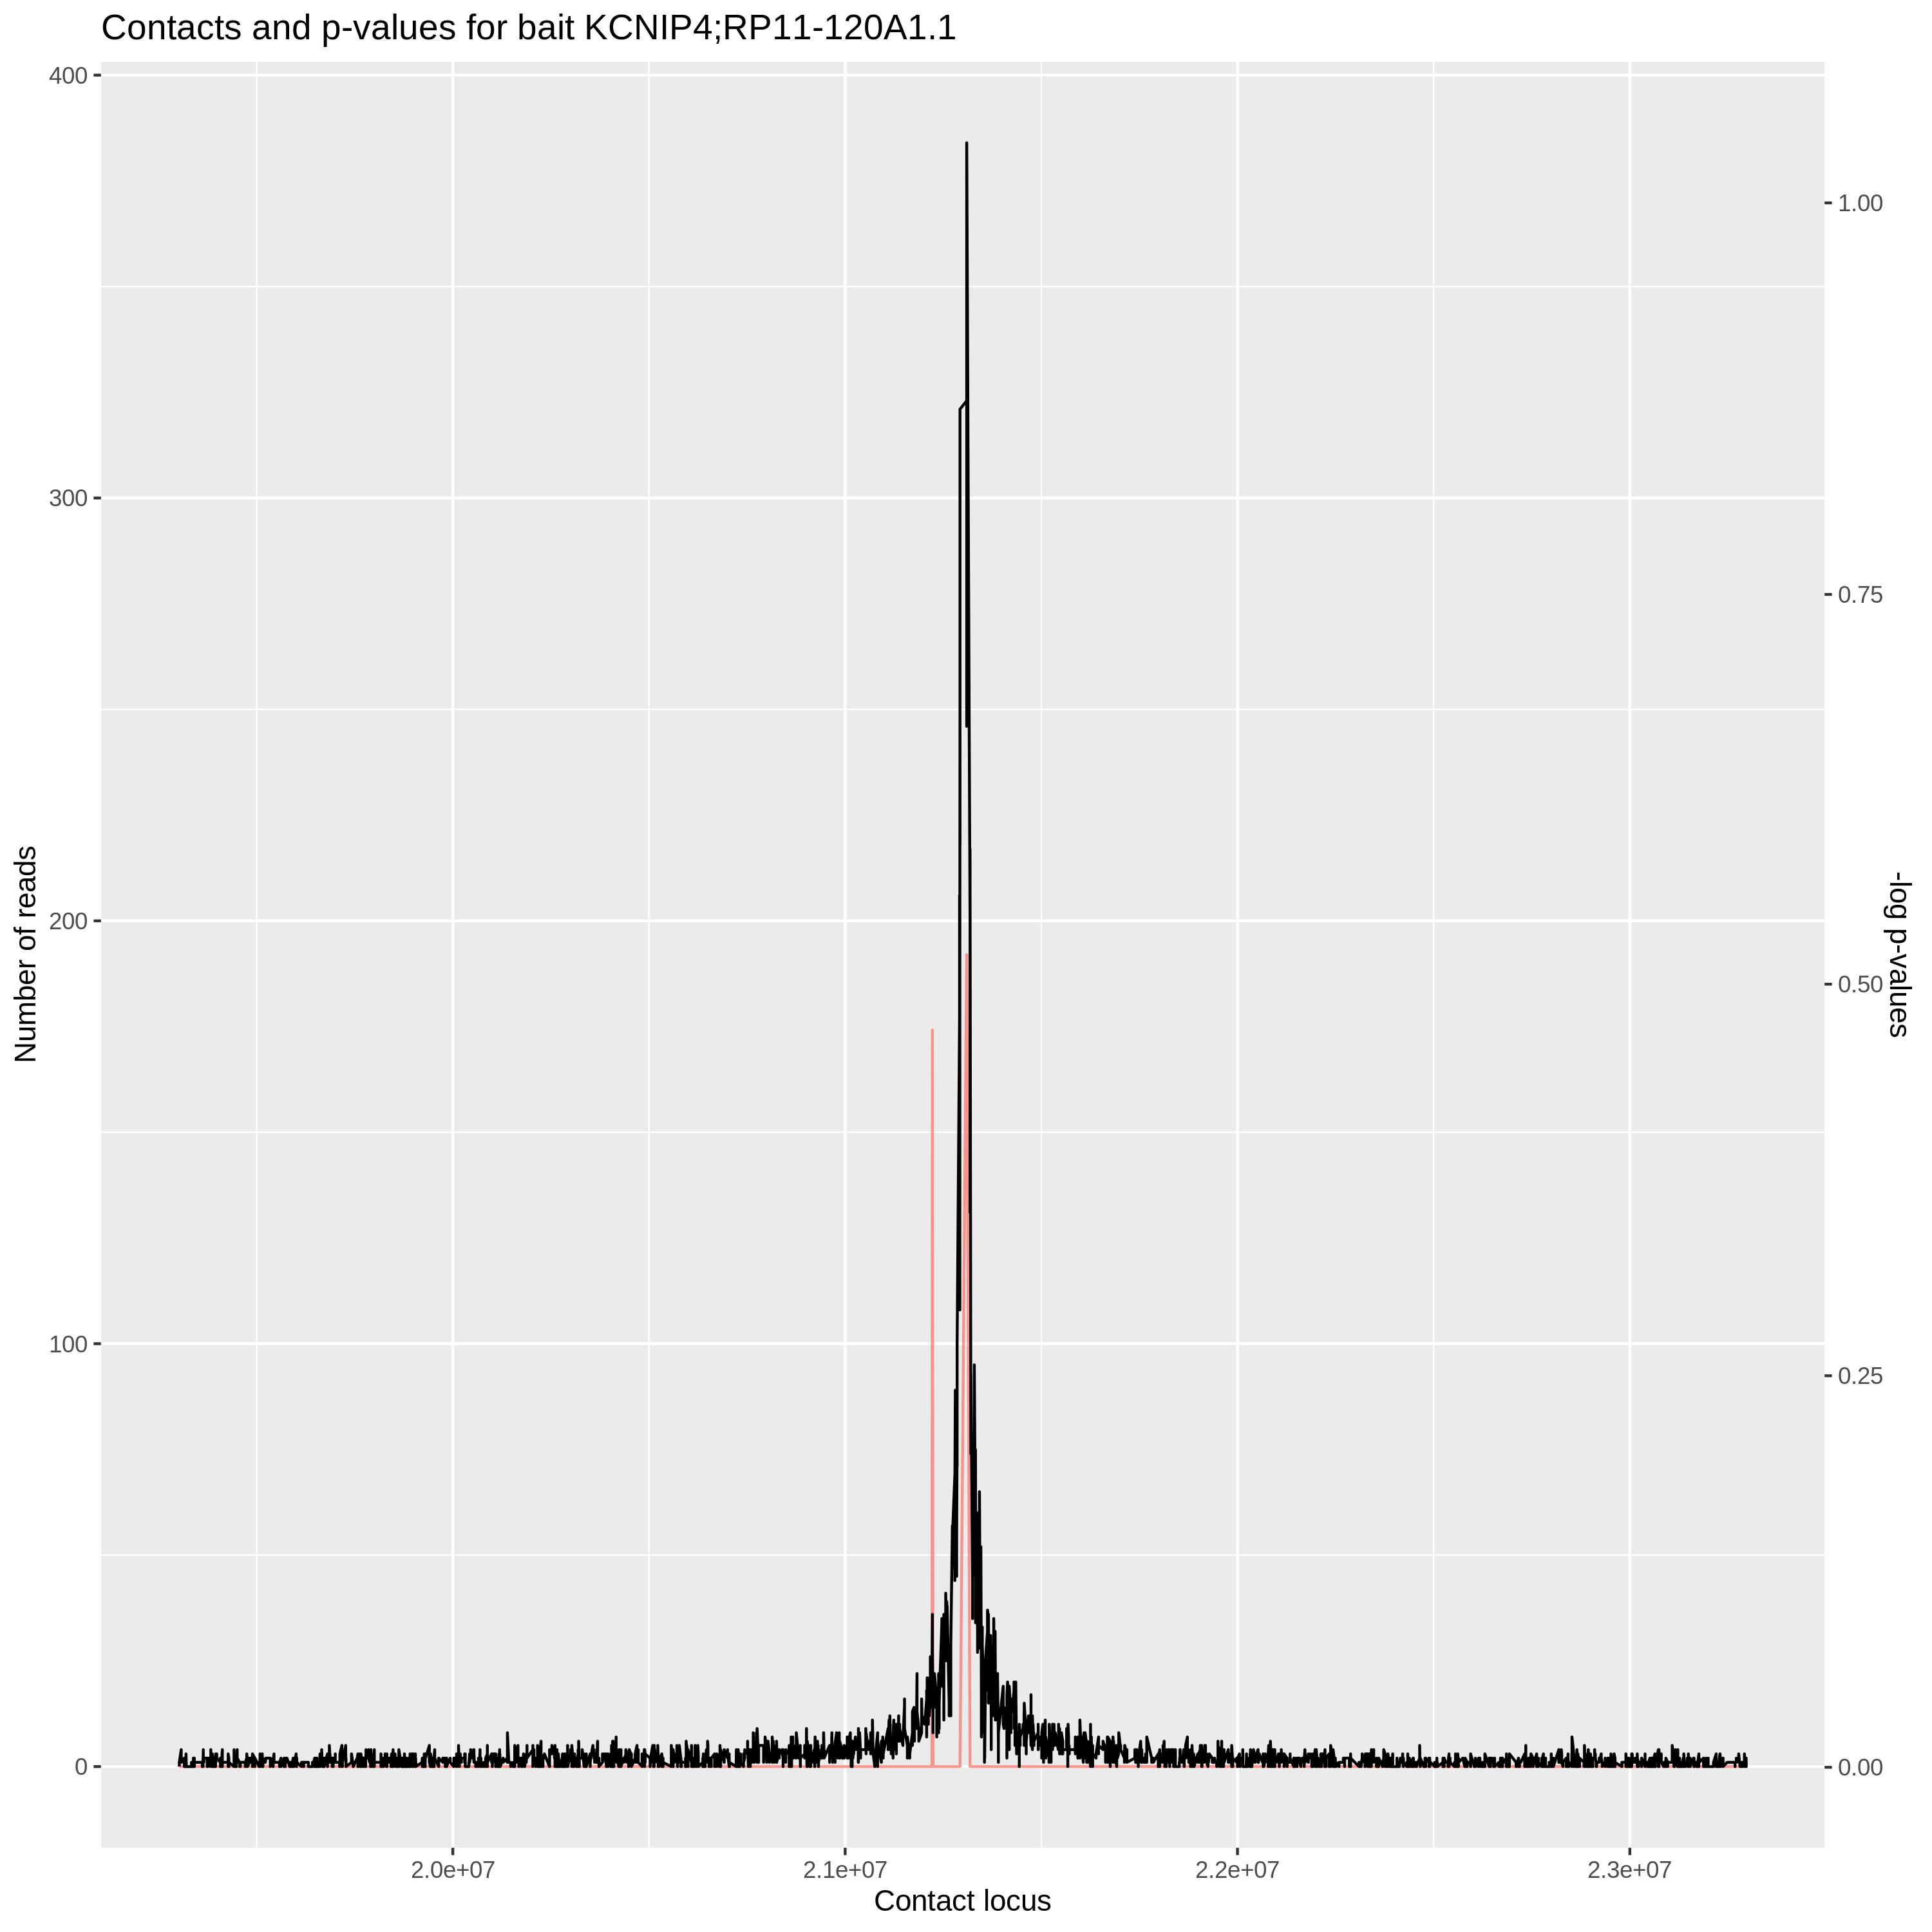 Contacts and p-values for bait KCNIP4;RP11-120A1.1
400
300
200
100
0
Number of reads
1.00
0.75
0.50
0.25
0.00
-log p-values
2.0e+07 2.1e+07 2.2e+07 2.3e+07
Contact locus